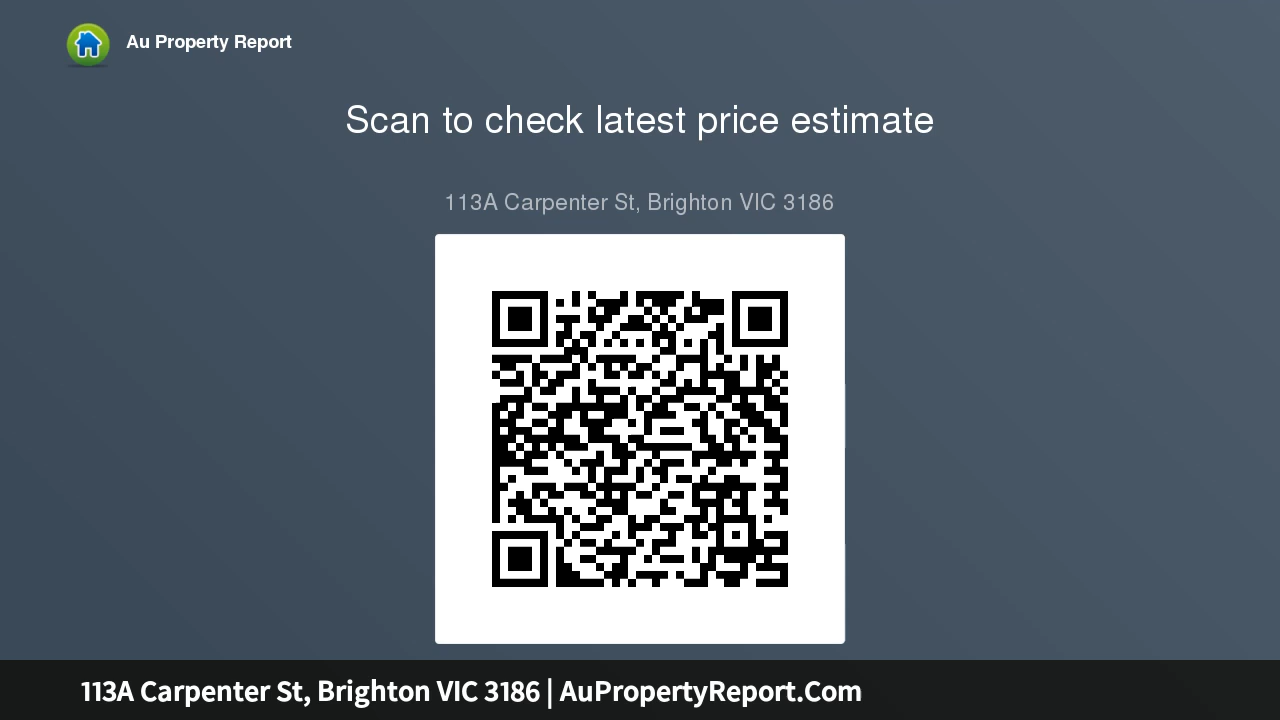 Au Property Report
Scan to check latest price estimate
113A Carpenter St, Brighton VIC 3186
113A Carpenter St, Brighton VIC 3186 | AuPropertyReport.Com